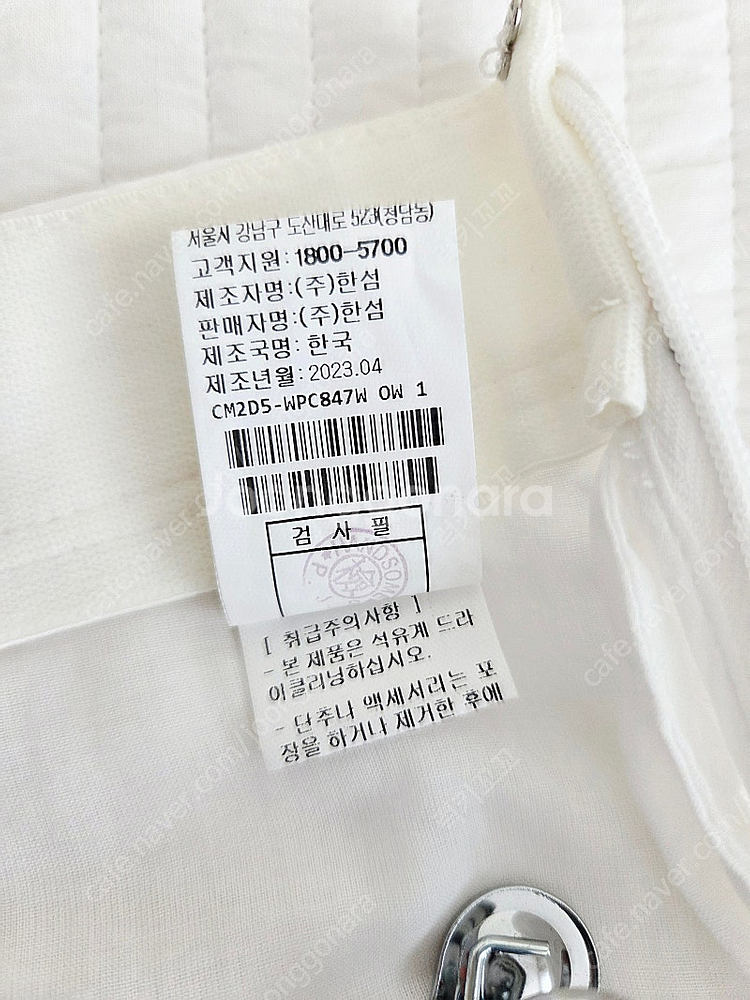 서울시 강남구 도산대로 523(청담동)
고객지원:1800-5700
제조자명:(주)한섬
판매자명:(주)한섬
제조국명: 한국
제조년월: 2023.04
CM2D5-WPC847W OW 1
joonggonara
검 사 필
HANDSOME
[ 취급주의사항 ]
- 본 제품은 석유계 드라
이클리닝하십시오.
- 단추나 액세서리는 포
장을 하거나 제거한 후에